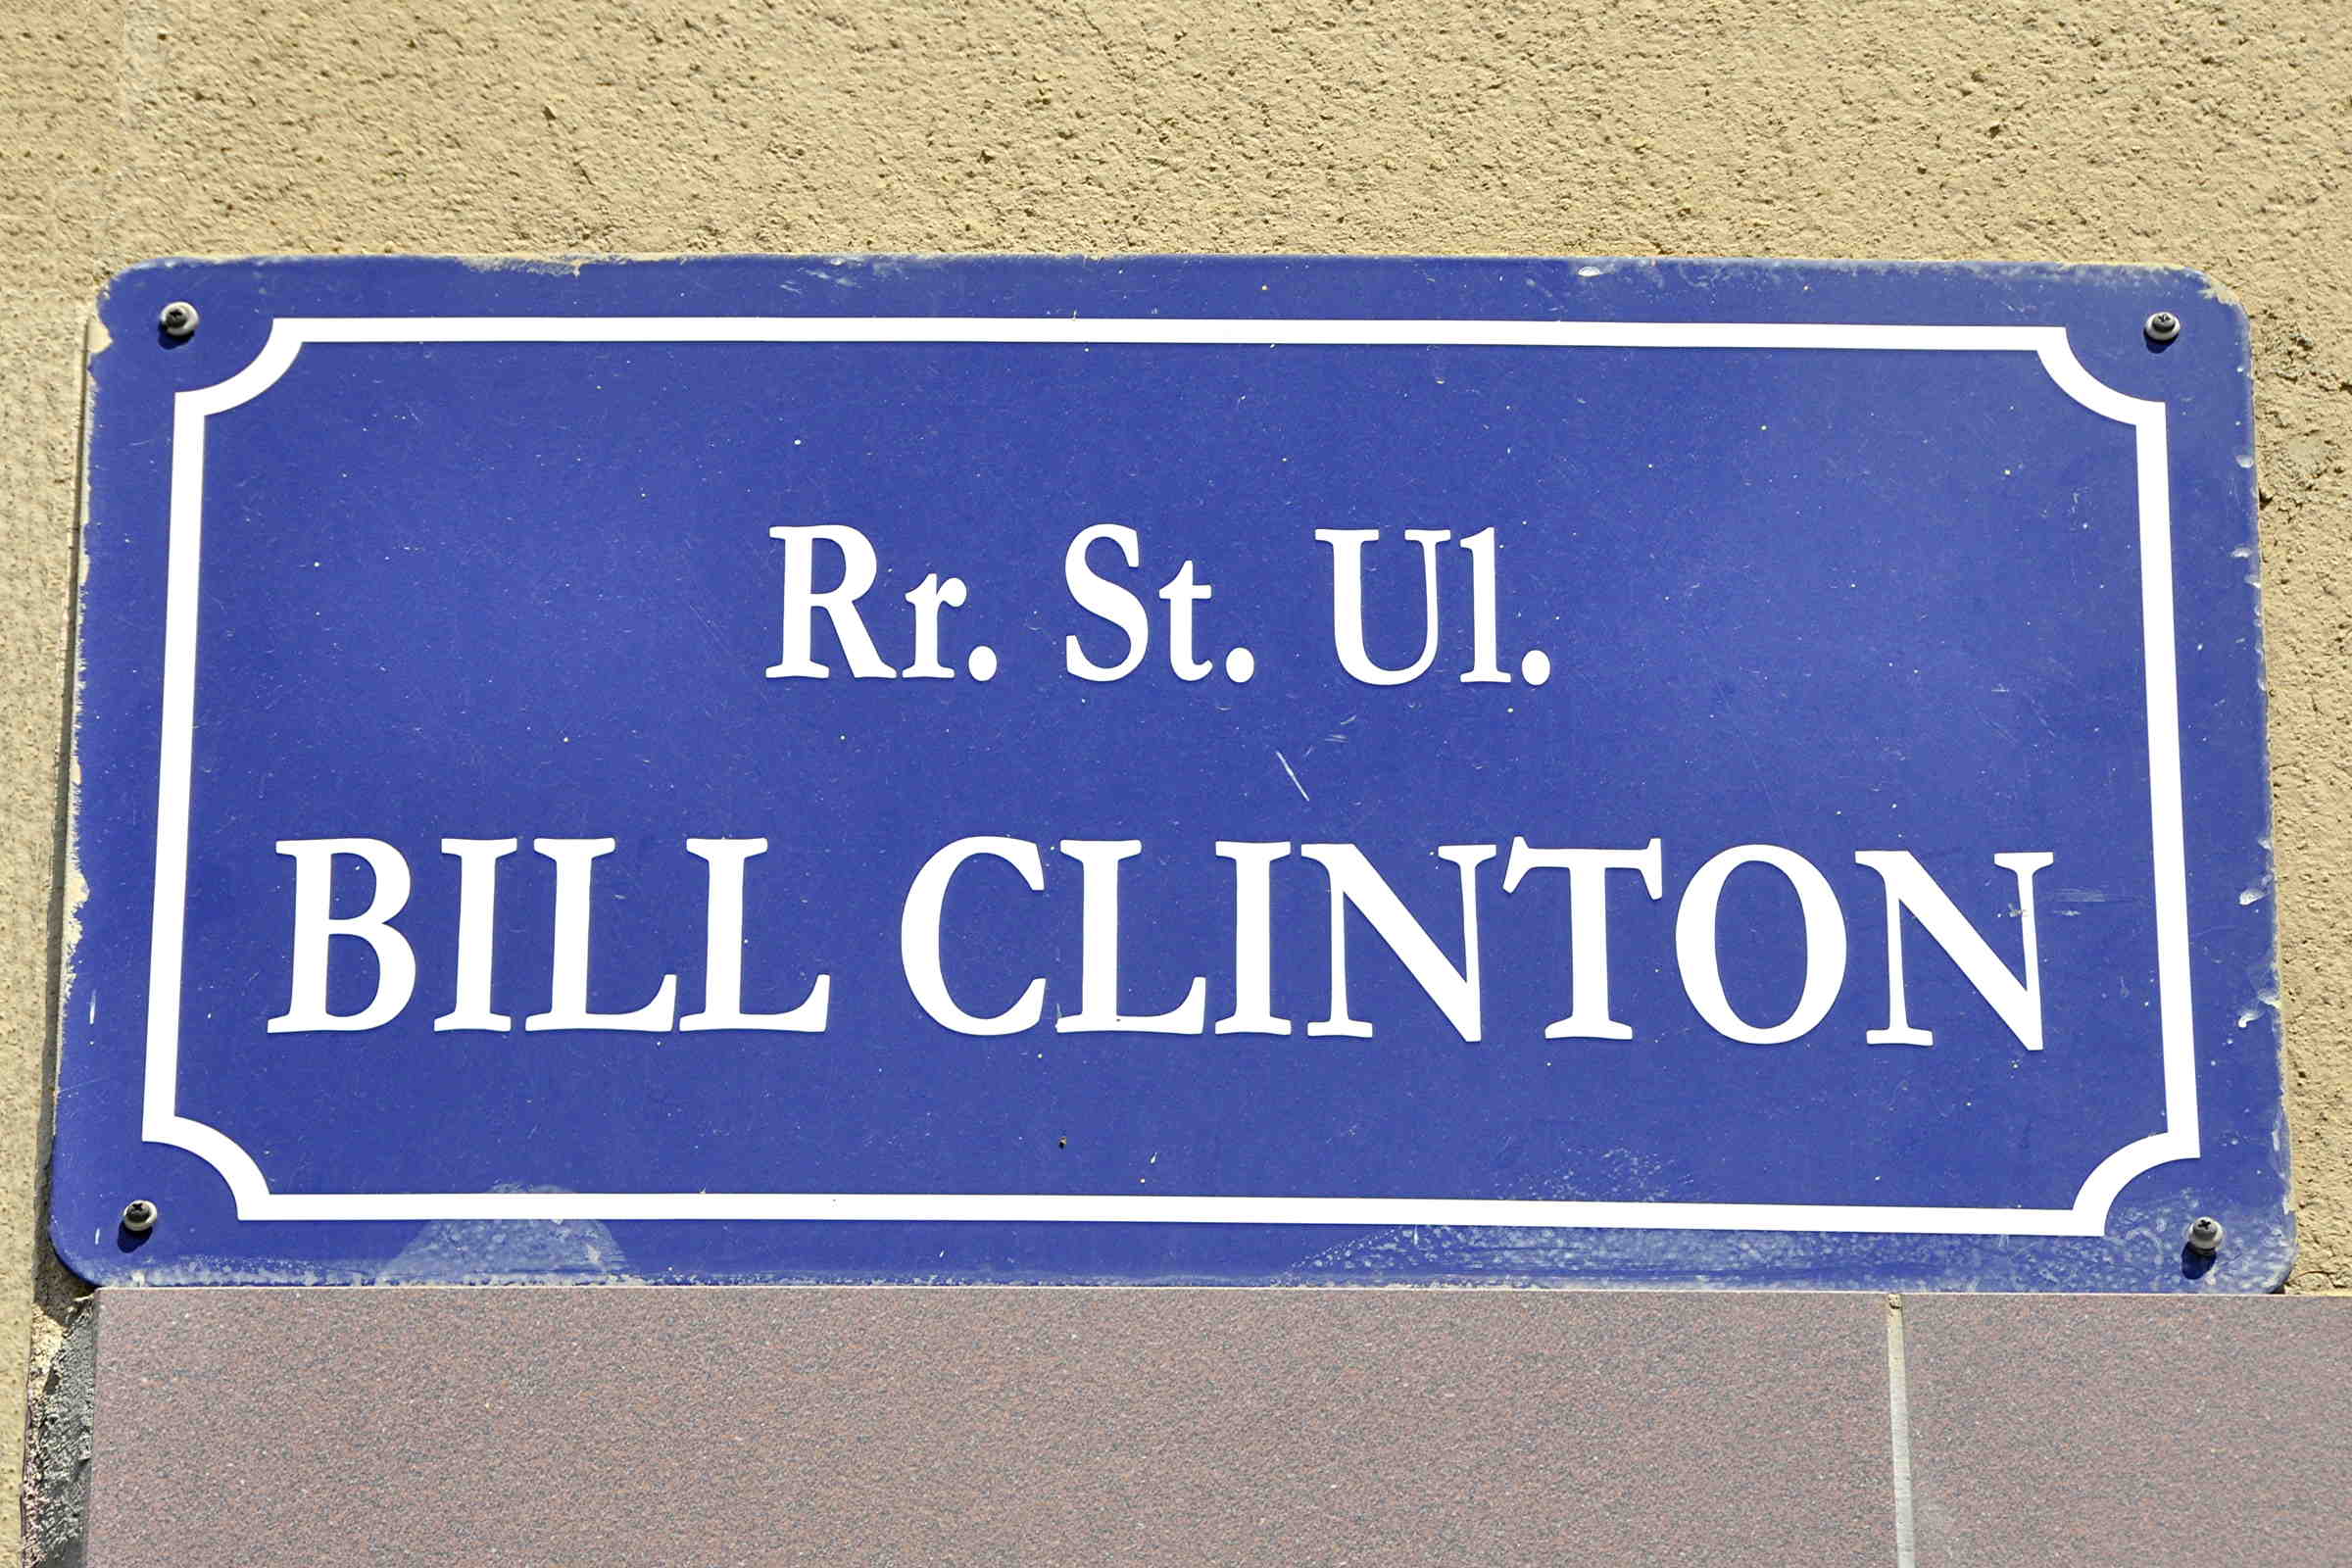 Rr. St. Ul.
BILL CLINTON